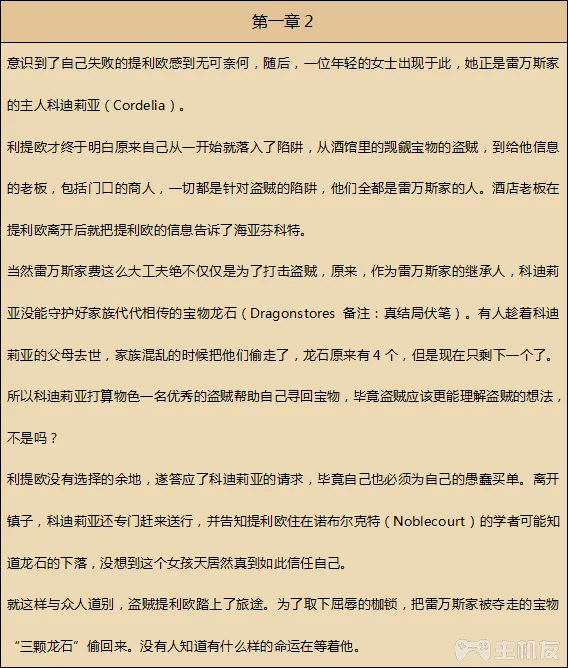 第一章 2
意识到了自己失败的提利欧感到无可奈何，随后，一位年轻的女士出现于此，她正是雷万斯家
的主人科迪莉亚（Cordelia）。
利提欧才终于明白原来自己从一开始就落入了陷阱，从酒馆里的觊觎宝物的盗贼，到给他信息
的老板，包括门口的商人，一切都是针对盗贼的陷阱，他们全都是雷万斯家的人。酒店老板在
提利欧离开后就把提利欧的信息告诉了海亚芬科特。
当然雷万斯家费这么大工夫绝不仅仅是为了打击盗贼，原来，作为雷万斯家的继承人，科迪莉
亚没能守护好家族代代相传的宝物龙石（Dragonstores 备注：真结局伏笔）。有人趁着科迪
莉亚的父母去世，家族混乱的时候把他们偷走了，龙石原来有 4 个，但是现在只剩下一个了。
所以科迪莉亚打算物色一名优秀的盗贼帮助自己寻回宝物，毕竟盗贼应该更能理解盗贼的想法，
不是吗？
利提欧没有选择的余地，遂答应了科迪莉亚的请求，毕竟自己也必须为自己的愚蠢买单。离开
镇子，科迪莉亚还专门赶来送行，并告知提利欧住在诺布尔克特（Noblecourt）的学者可能知
道龙石的下落，没想到这个女孩天居然真到如此信任自己。
就这样与众人道别，盗贼提利欧踏上了旅途。为了取下屈辱的枷锁，把雷万斯家被夺走的宝物
“三颗龙石”偷回来。没有人知道有什么样的命运在等着他。
主机友